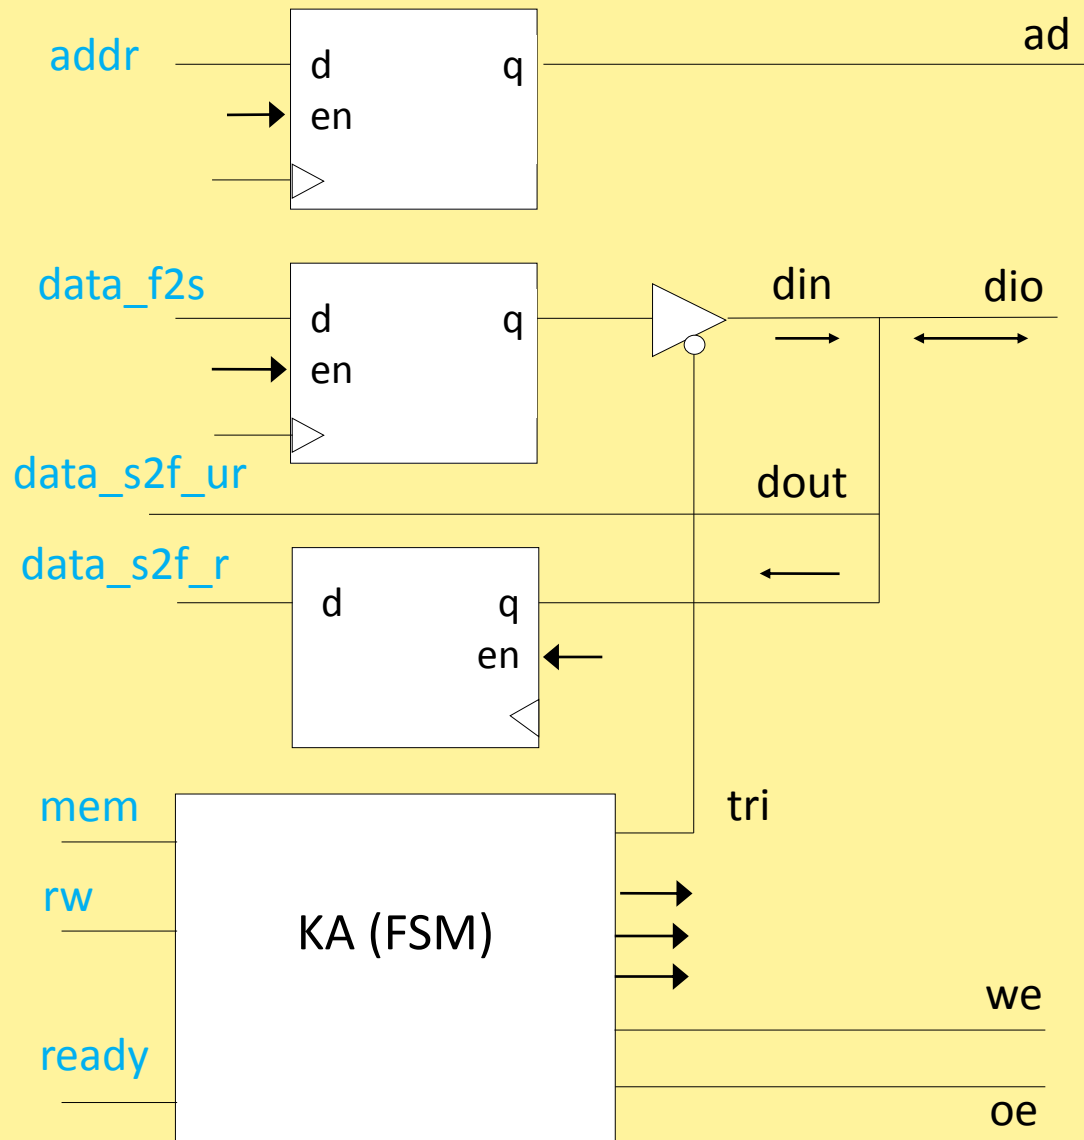 addr
d
q
en
ad
data_f2s
d
q
en
din
dio
data_s2f_ur
dout
data_s2f_r
d
q
en
mem
tri
rw
KA (FSM)
we
ready
oe